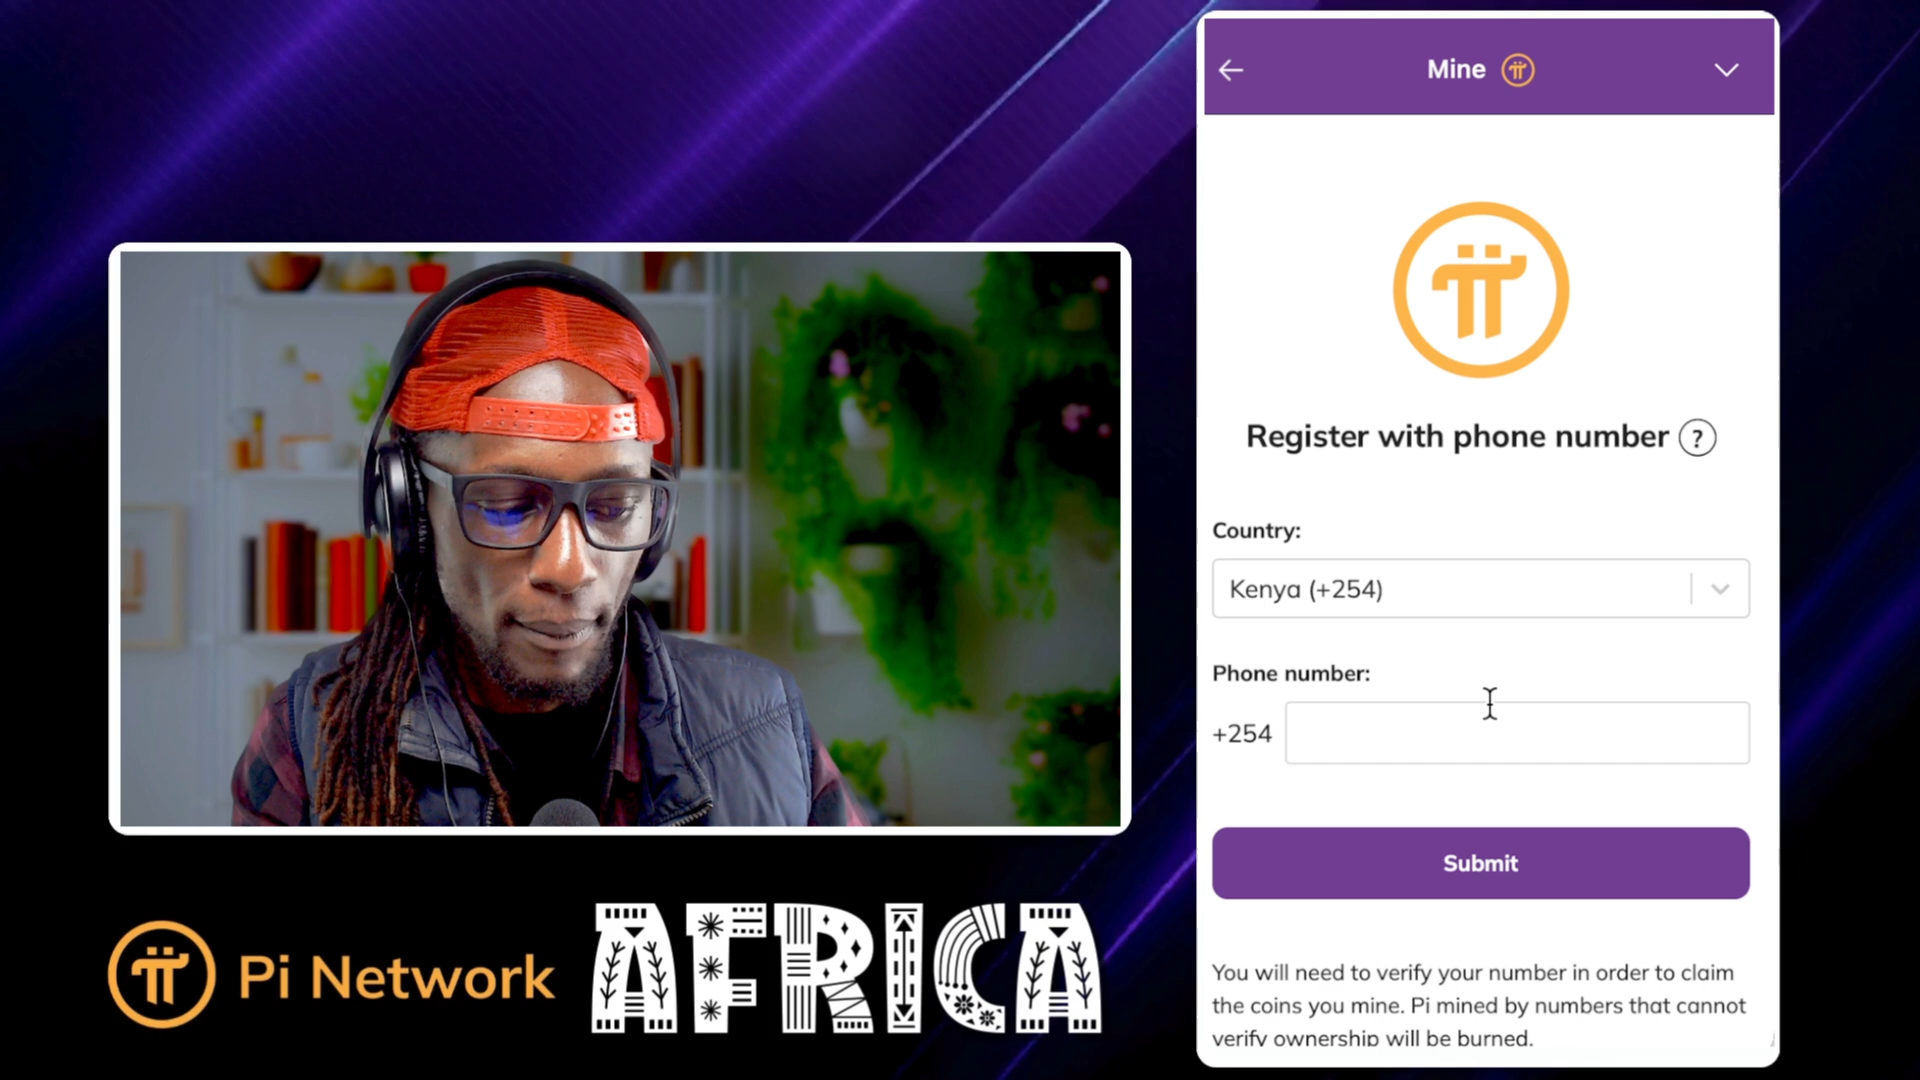 Mine
Register with phone number ?
Country:
Kenya (+254)
Phone number:
+254
Submit
You will need to verify your number in order to claim
the coins you mine. Pi mined by numbers that cannot
verify ownership will be burned.
Pi Network AFRICA